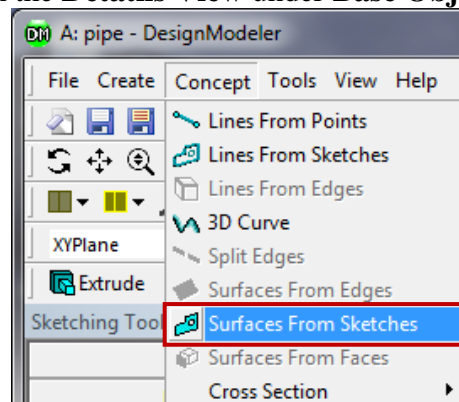 the Details View under Base Obj
DM A: pipe - DesignModeler
File Create Concept Tools View Help
Lines From Points
Lines From Sketches
Lines From Edges
3D Curve
XYPlane
Split Edges
Extrude
Surfaces From Edges
Sketching Tool
Surfaces From Sketches
Surfaces From Faces
Cross Section